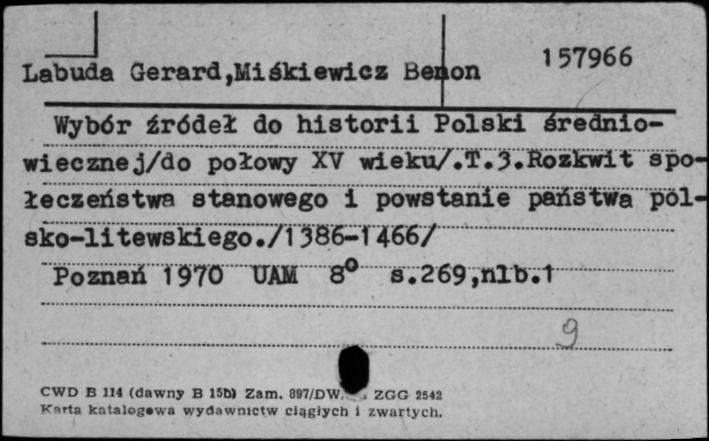 157966
Labuda Gerard,Miśkiewicz Benon
Wybór źródeł do historii Polski średnio-
wiecznej/do połowy XV wieku/.T.3.Rozkwit spo-
łeczeństwa stanowego i powstanie państwa pol-
sko-litewskiego./1386-1466/
Poznań 1970 UAM 8° s.269,nlb.1
9
CWD B 114 (dawny B 15b) Zam. 897/DW. ZGG 2542
Karta katalogowa wydawnictw ciągłych i zwartych.